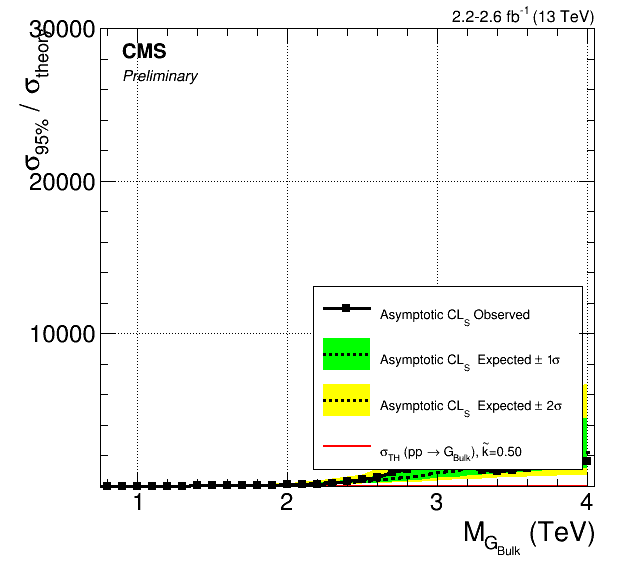 2.2-2.6 fb⁻¹ (13 TeV)
CMS
Preliminary
σ95% / σtheory
30000
20000
10000
Asymptotic CLS Observed
Asymptotic CLS Expected ± 1σ
Asymptotic CLS Expected ± 2σ
σTH (pp → GBulk), k̃=0.50
1 2 3 4
MGBulk (TeV)